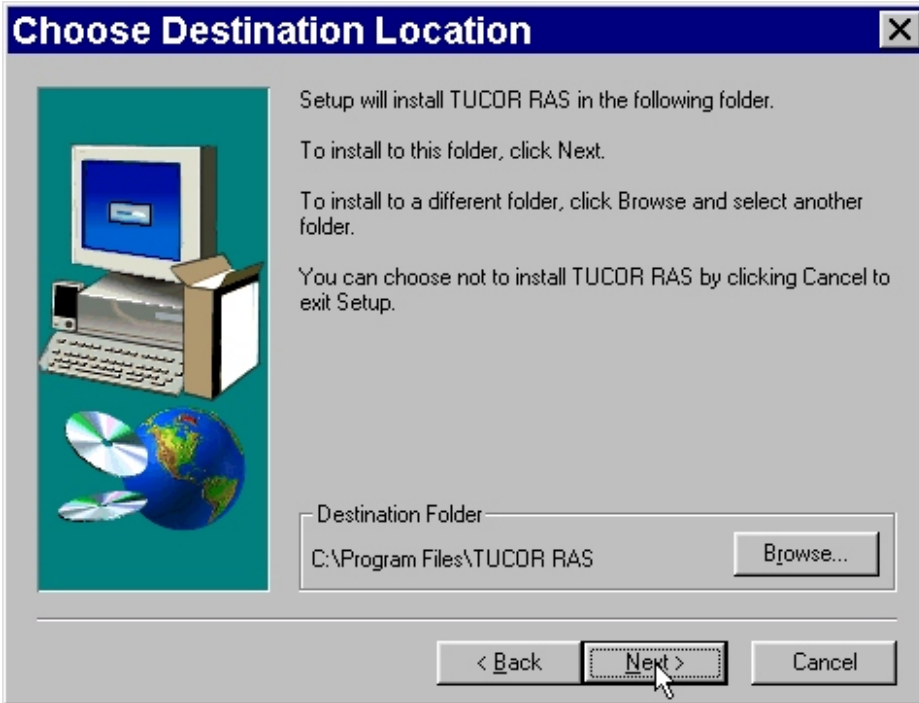 Choose Destination Location
Setup will install TUCOR RAS in the following folder.
To install to this folder, click Next.
To install to a different folder, click Browse and select another
folder.
You can choose not to install TUCOR RAS by clicking Cancel to
exit Setup.
Destination Folder
C:\Program Files\TUCOR RAS
Browse...
< Back
Next >
Cancel